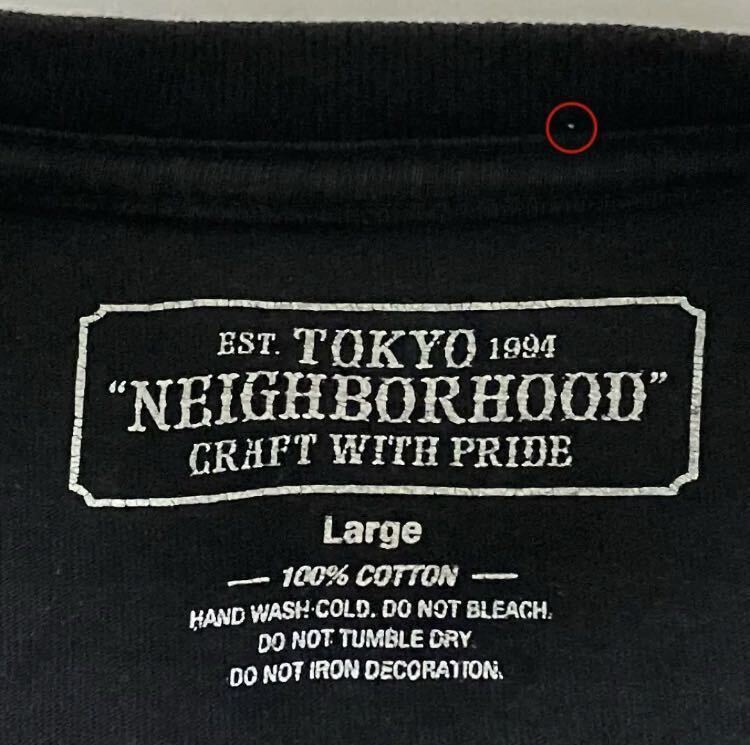 EST. TOKYO 1994
“NEIGHBORHOOD”
CRAFT WITH PRIDE
Large
— 100% COTTON —
HAND WASH COLD. DO NOT BLEACH.
DO NOT TUMBLE DRY
DO NOT IRON DECORATION.